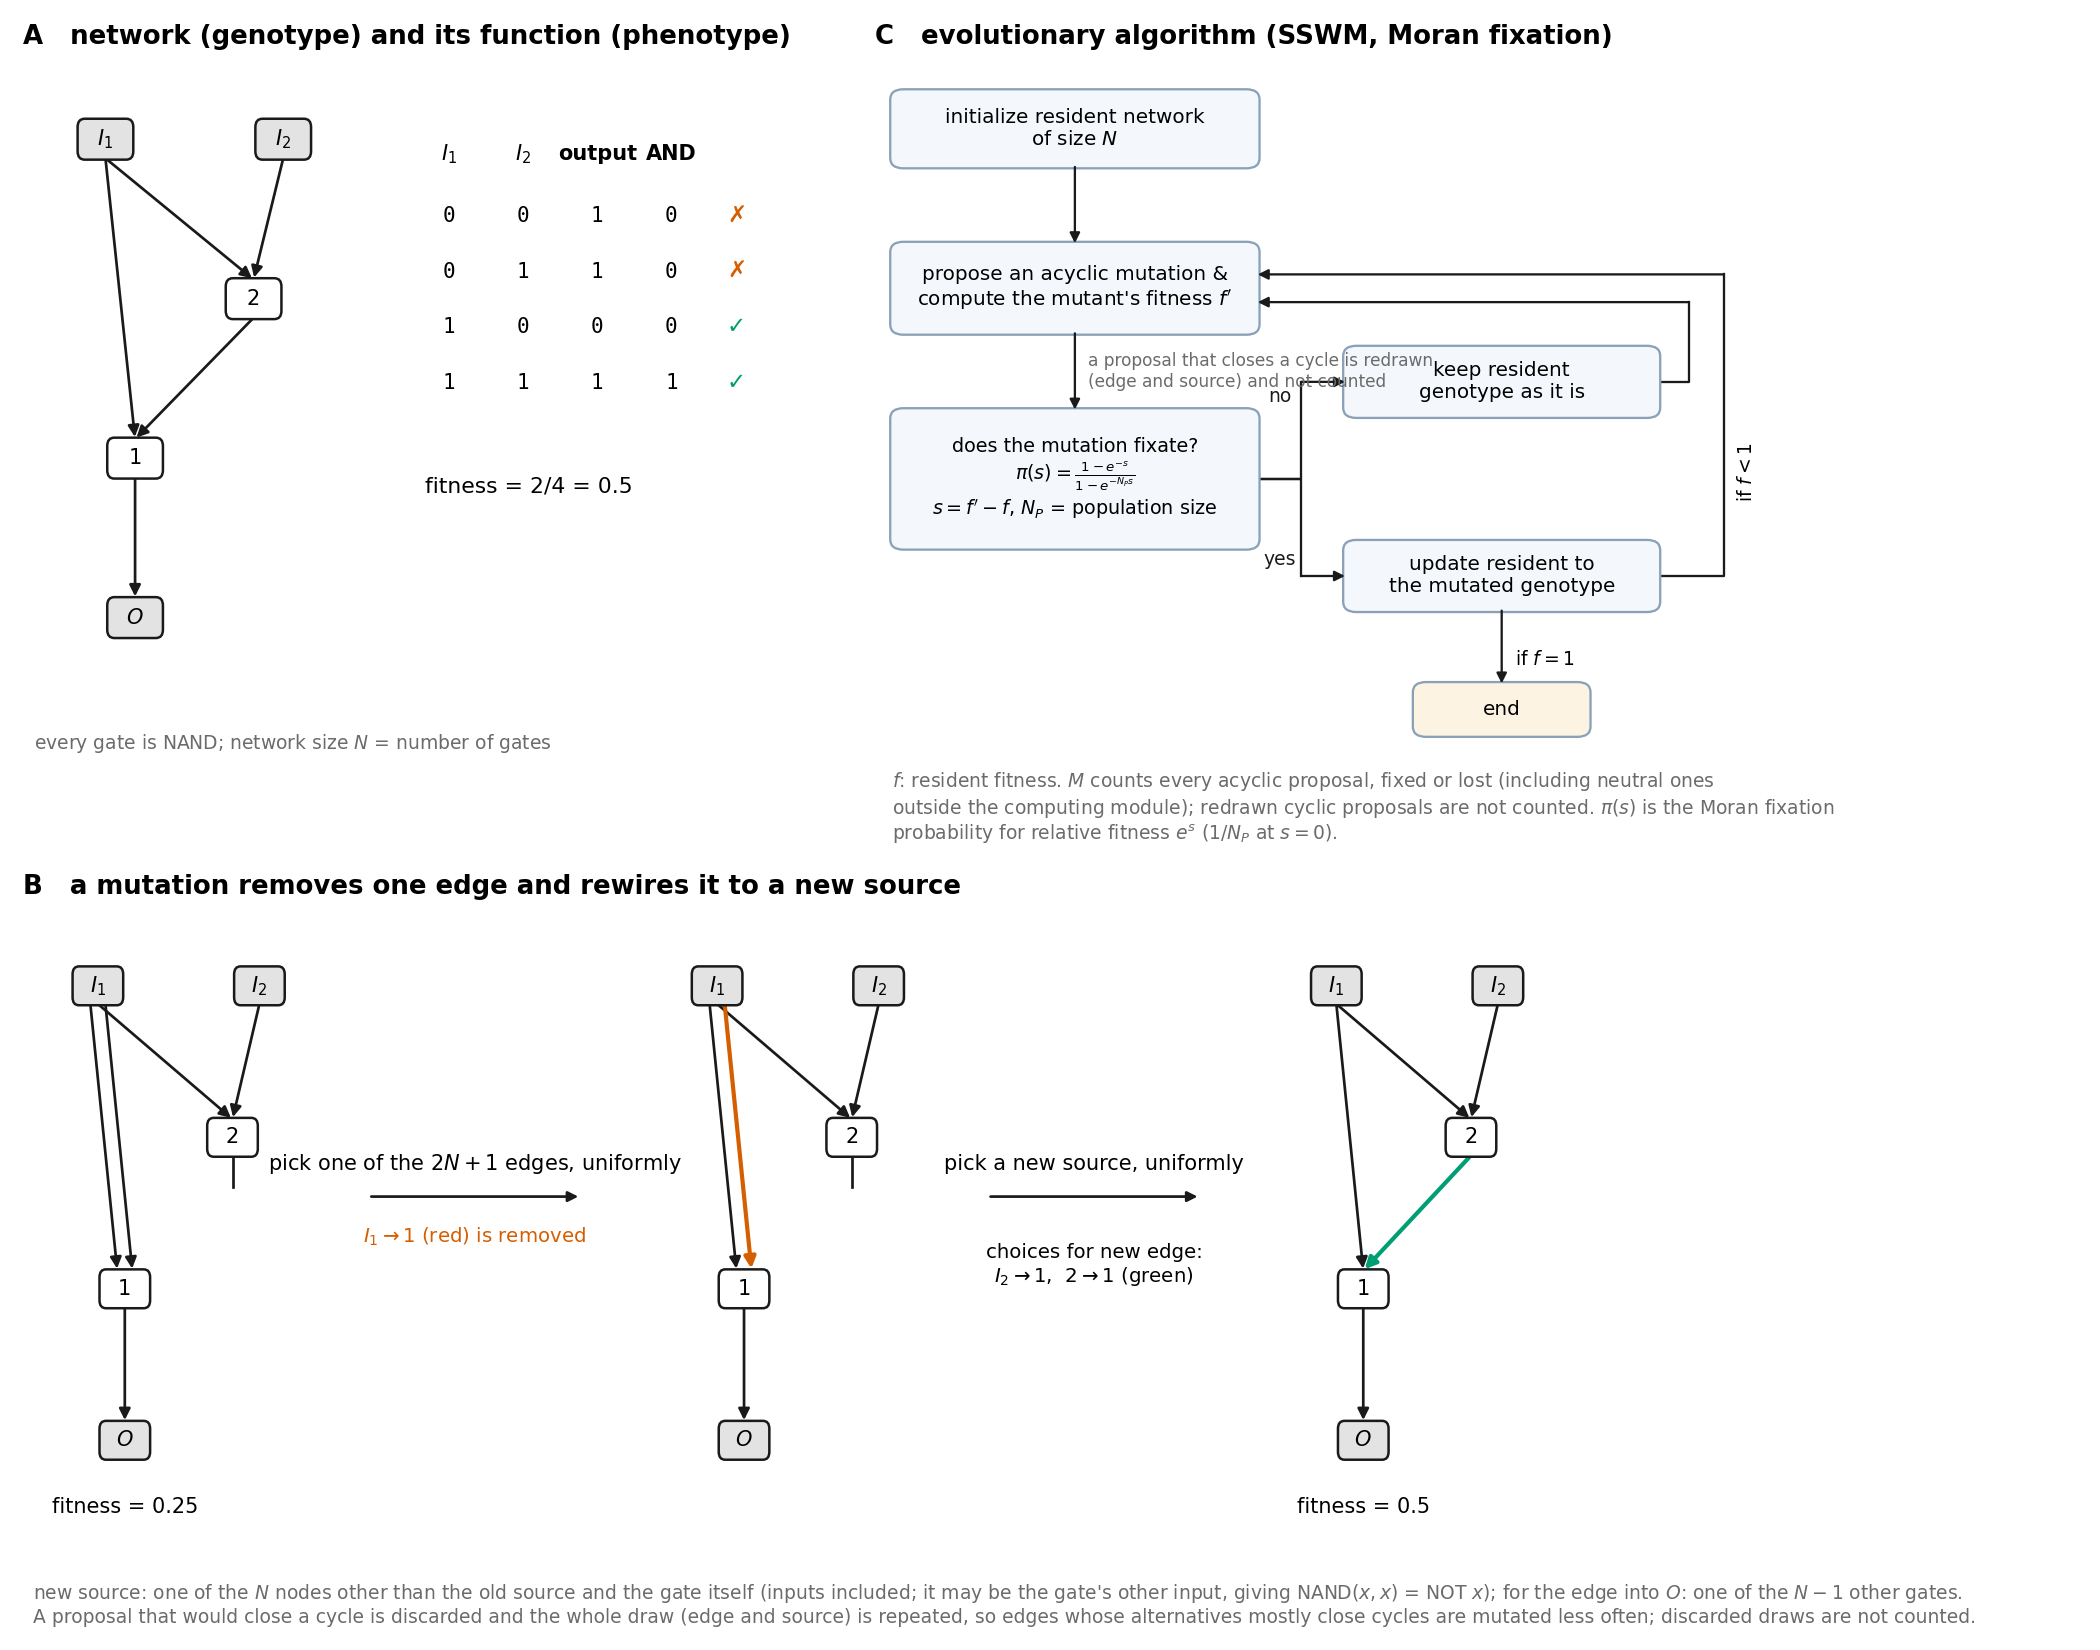 A network (genotype) and its function (phenotype)
I₁ I₂
2
1
O
I₁ I₂ output AND
0 0 1 0 ✗
0 1 1 0 ✗
1 0 0 0 ✓
1 1 1 1 ✓
fitness = 2/4 = 0.5
every gate is NAND; network size N = number of gates
C evolutionary algorithm (SSWM, Moran fixation)
initialize resident network
of size N
propose an acyclic mutation &
compute the mutant's fitness f′
a proposal that closes a cycle is redrawn
(edge and source) and not counted
does the mutation fixate?
π(s) = (1−e^{−s})/(1−e^{−N_P s})
s = f′ − f, N_P = population size
no
keep resident
genotype as it is
yes
update resident to
the mutated genotype
if f < 1
if f = 1
end
f: resident fitness. M counts every acyclic proposal, fixed or lost (including neutral ones
outside the computing module); redrawn cyclic proposals are not counted. π(s) is the Moran fixation
probability for relative fitness e^s (1/N_P at s = 0).
B a mutation removes one edge and rewires it to a new source
I₁ I₂
2
1
O
fitness = 0.25
pick one of the 2N + 1 edges, uniformly
I₁ → 1 (red) is removed
I₁ I₂
2
1
O
pick a new source, uniformly
choices for new edge:
I₂ → 1, 2 → 1 (green)
I₁ I₂
2
1
O
fitness = 0.5
new source: one of the N nodes other than the old source and the gate itself (inputs included; it may be the gate's other input, giving NAND(x, x) = NOT x); for the edge into O: one of the N − 1 other gates.
A proposal that would close a cycle is discarded and the whole draw (edge and source) is repeated, so edges whose alternatives mostly close cycles are mutated less often; discarded draws are not counted.